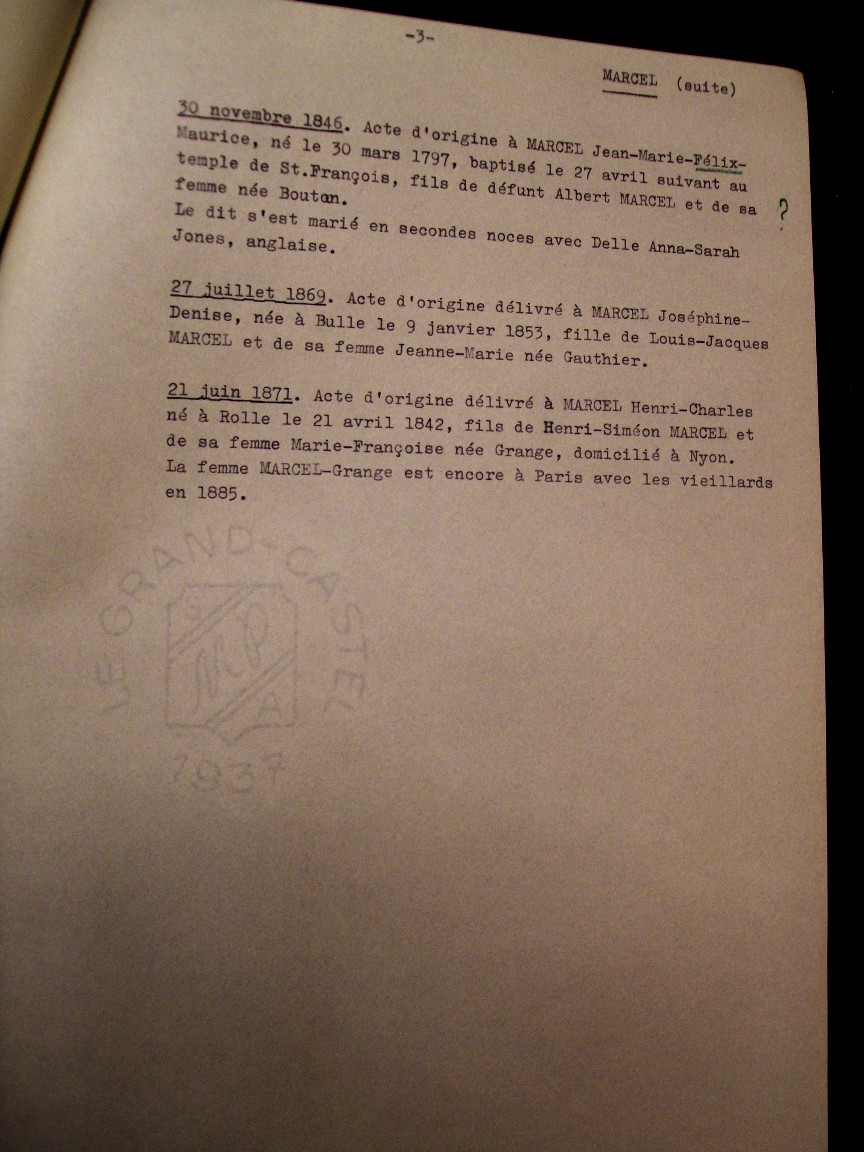 -3-
MARCEL (suite)
30 novembre 1846. Acte d'origine à MARCEL Jean-Marie-Félix-
Maurice, né le 30 mars 1797, baptisé le 27 avril suivant au
temple de St.François, fils de défunt Albert MARCEL et de sa ?
femme née Bouton.
Le dit s'est marié en secondes noces avec Delle Anna-Sarah
Jones, anglaise.
27 juillet 1869. Acte d'origine délivré à MARCEL Joséphine-
Denise, née à Bulle le 9 janvier 1853, fille de Louis-Jacques
MARCEL et de sa femme Jeanne-Marie née Gauthier.
21 juin 1871. Acte d'origine délivré à MARCEL Henri-Charles
né à Rolle le 21 avril 1842, fils de Henri-Siméon MARCEL et
de sa femme Marie-Françoise née Grange, domicilié à Nyon.
La femme MARCEL-Grange est encore à Paris avec les vieillards
en 1885.
LE GRAND-CASTEL
S
MP
A
1937